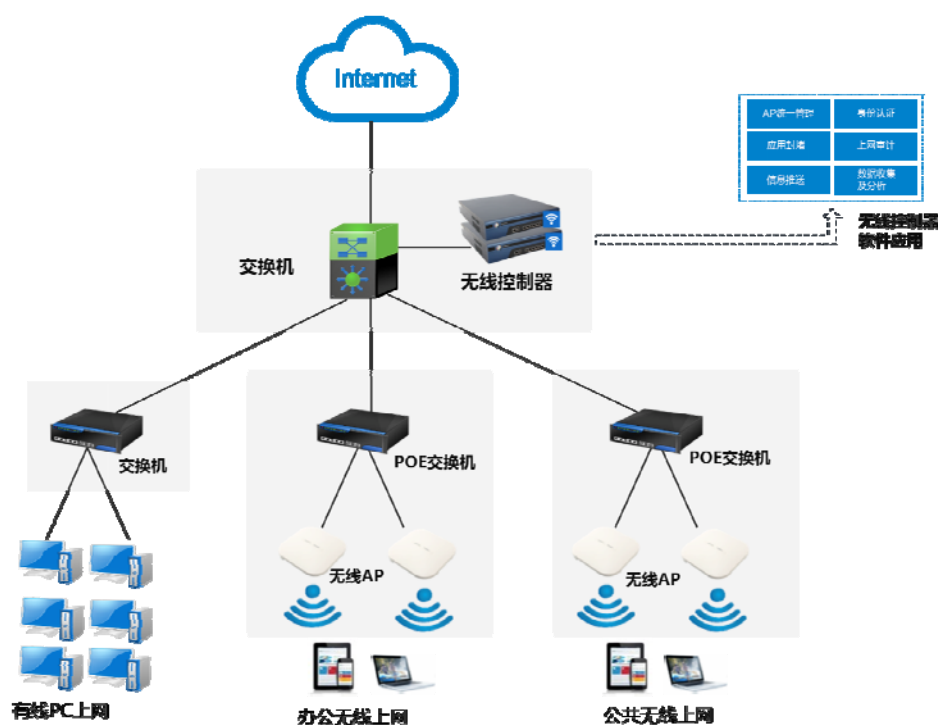 Internet
AP统一管理
身份认证
应用封堵
上网审计
信息推送
数据收集
及分析
无线控制器
软件应用
交换机
无线控制器
交换机
POE交换机
POE交换机
无线AP
无线AP
有线PC上网
办公无线上网
公共无线上网